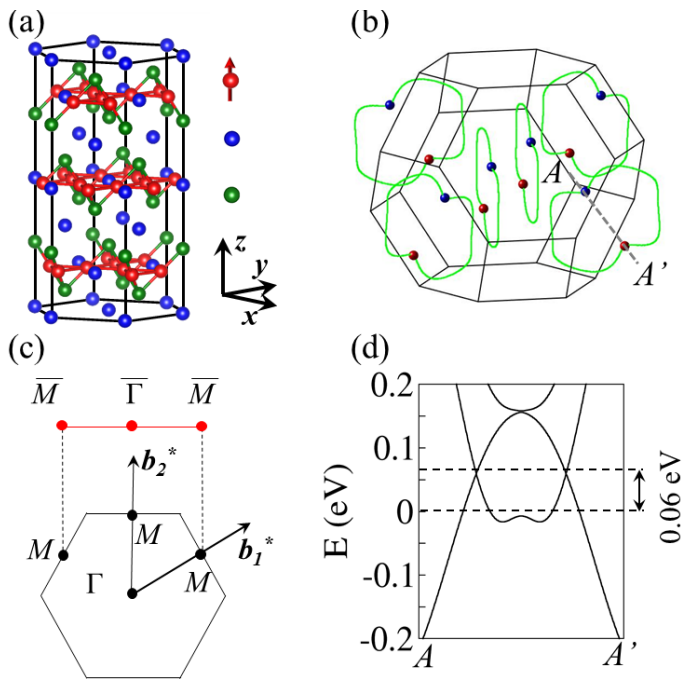 (a)
z
y
x
(b)
A
A'
(c)
M̅ Γ̅ M̅
b₂*
M
M
b₁*
Γ
M
(d)
E (eV)
0.2
0.1
0
-0.1
-0.2
A
A'
0.06 eV